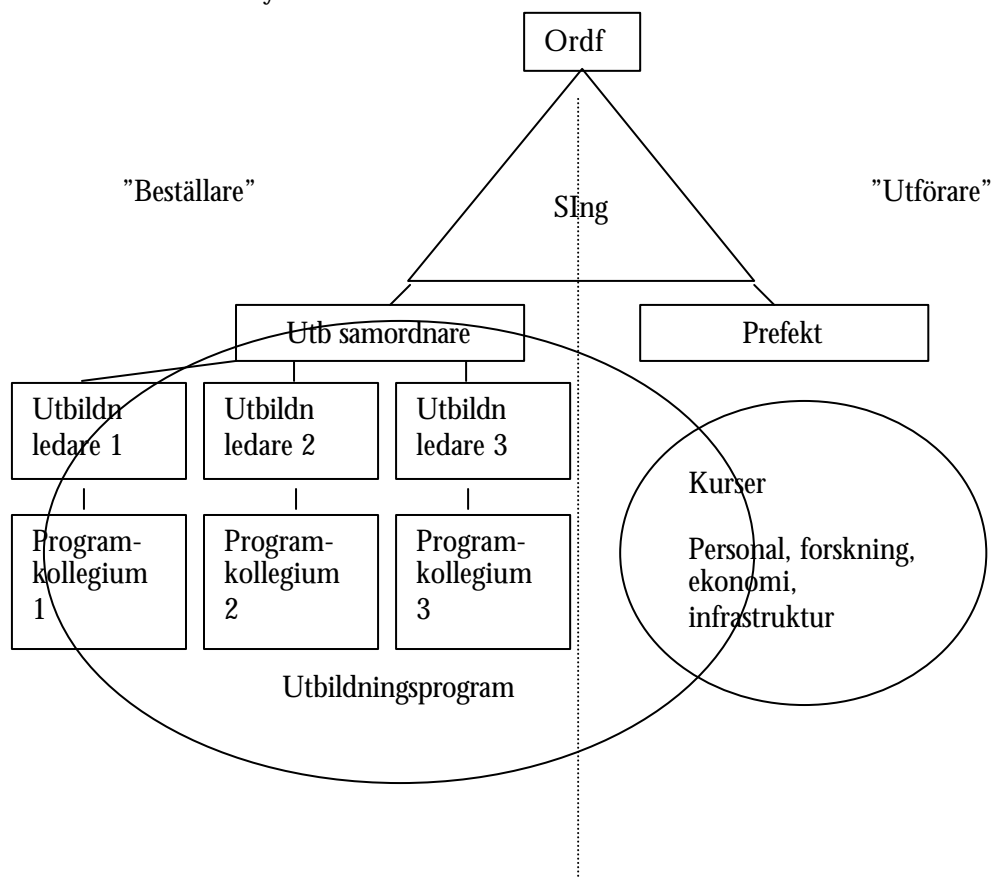 Ordf
”Beställare”
”Utförare”
SIng
Utb samordnare
Prefekt
Utbildn
ledare 1
Utbildn
ledare 2
Utbildn
ledare 3
Kurser
Personal, forskning,
ekonomi,
infrastruktur
Program-
kollegium
1
Program-
kollegium
2
Program-
kollegium
3
Utbildningsprogram